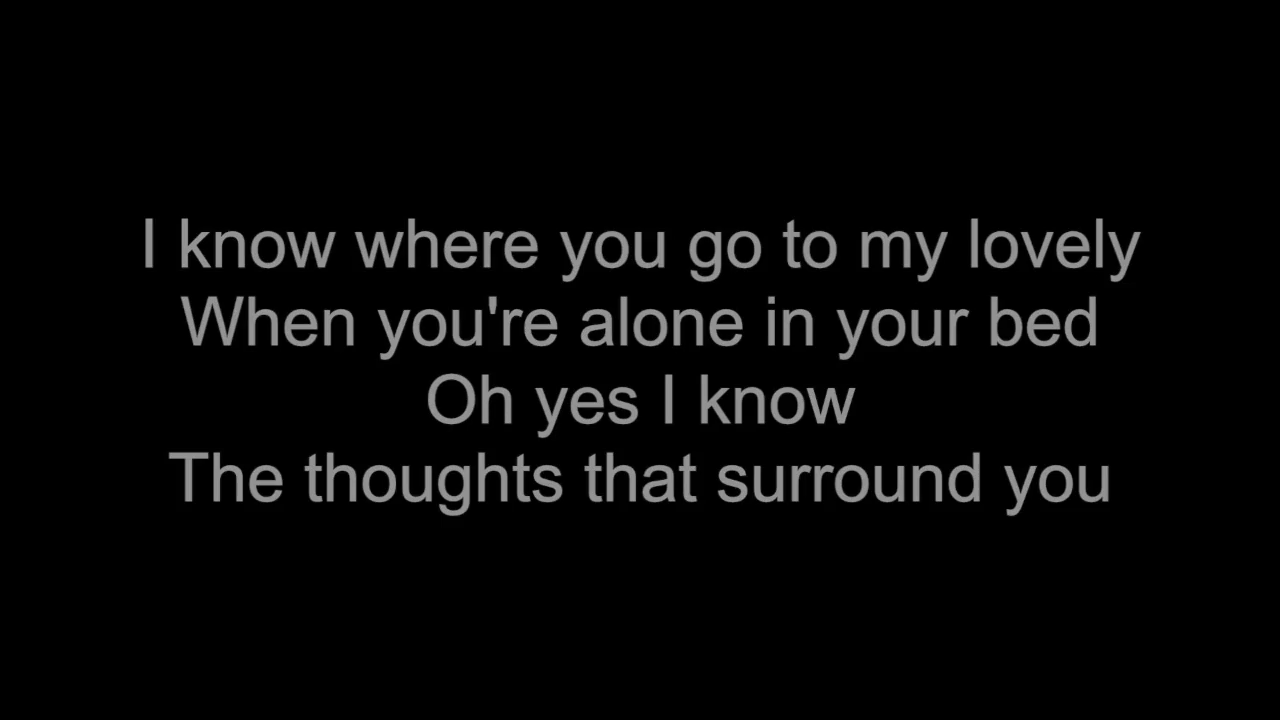 I know where you go to my lovely
When you're alone in your bed
Oh yes I know
The thoughts that surround you